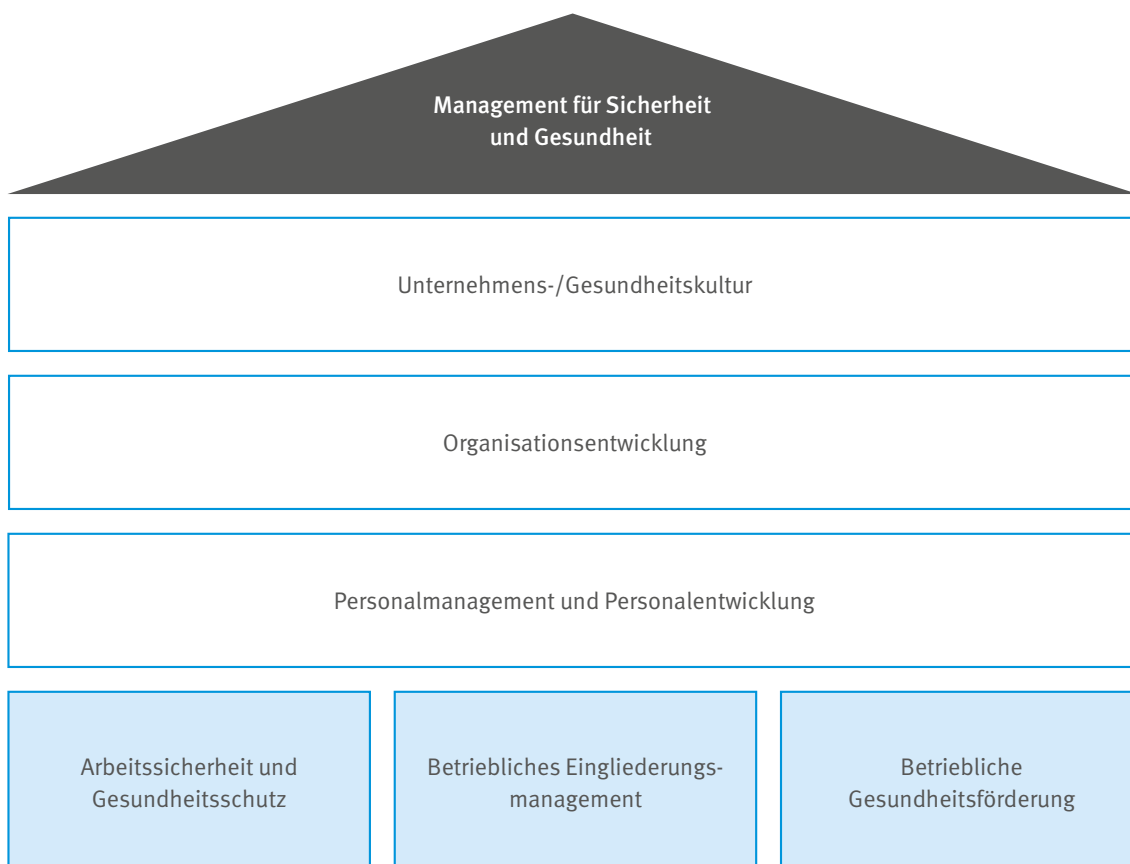 Management für Sicherheit
und Gesundheit
Unternehmens-/Gesundheitskultur
Organisationsentwicklung
Personalmanagement und Personalentwicklung
Arbeitssicherheit und
Gesundheitsschutz
Betriebliches Eingliederungs-
management
Betriebliche
Gesundheitsförderung